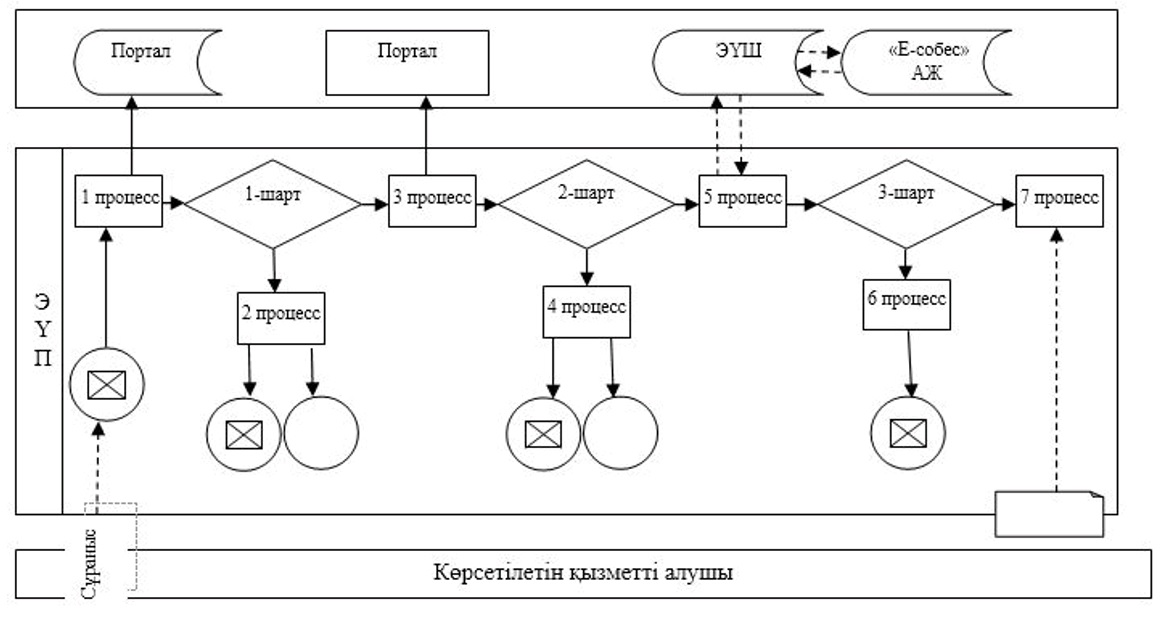 Портал
Портал
ЭҮШ
«Е-собес»
АЖ
1 процесс
1-шарт
3 процесс
2-шарт
5 процесс
3-шарт
7 процесс
2 процесс
4 процесс
6 процесс
Э
Ү
П
Сұраныс
Көрсетілетін қызметті алушы